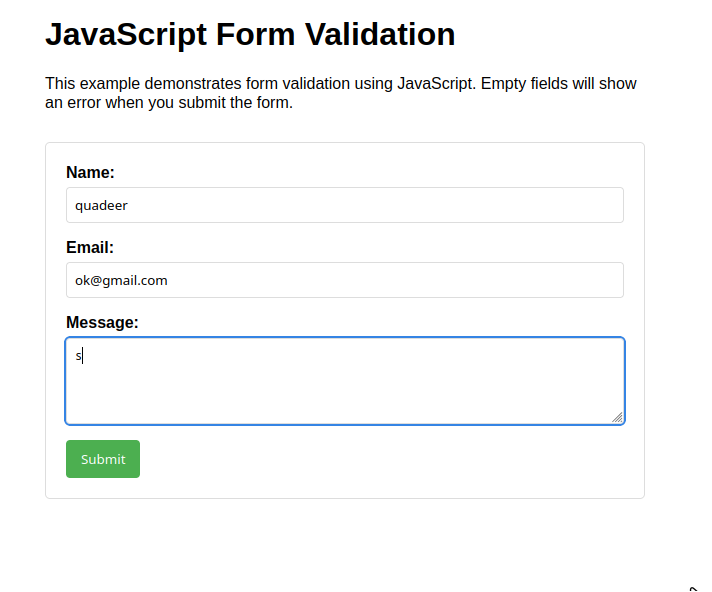 JavaScript Form Validation
This example demonstrates form validation using JavaScript. Empty fields will show
an error when you submit the form.
Name:
quadeer
Email:
ok@gmail.com
Message:
s
Submit